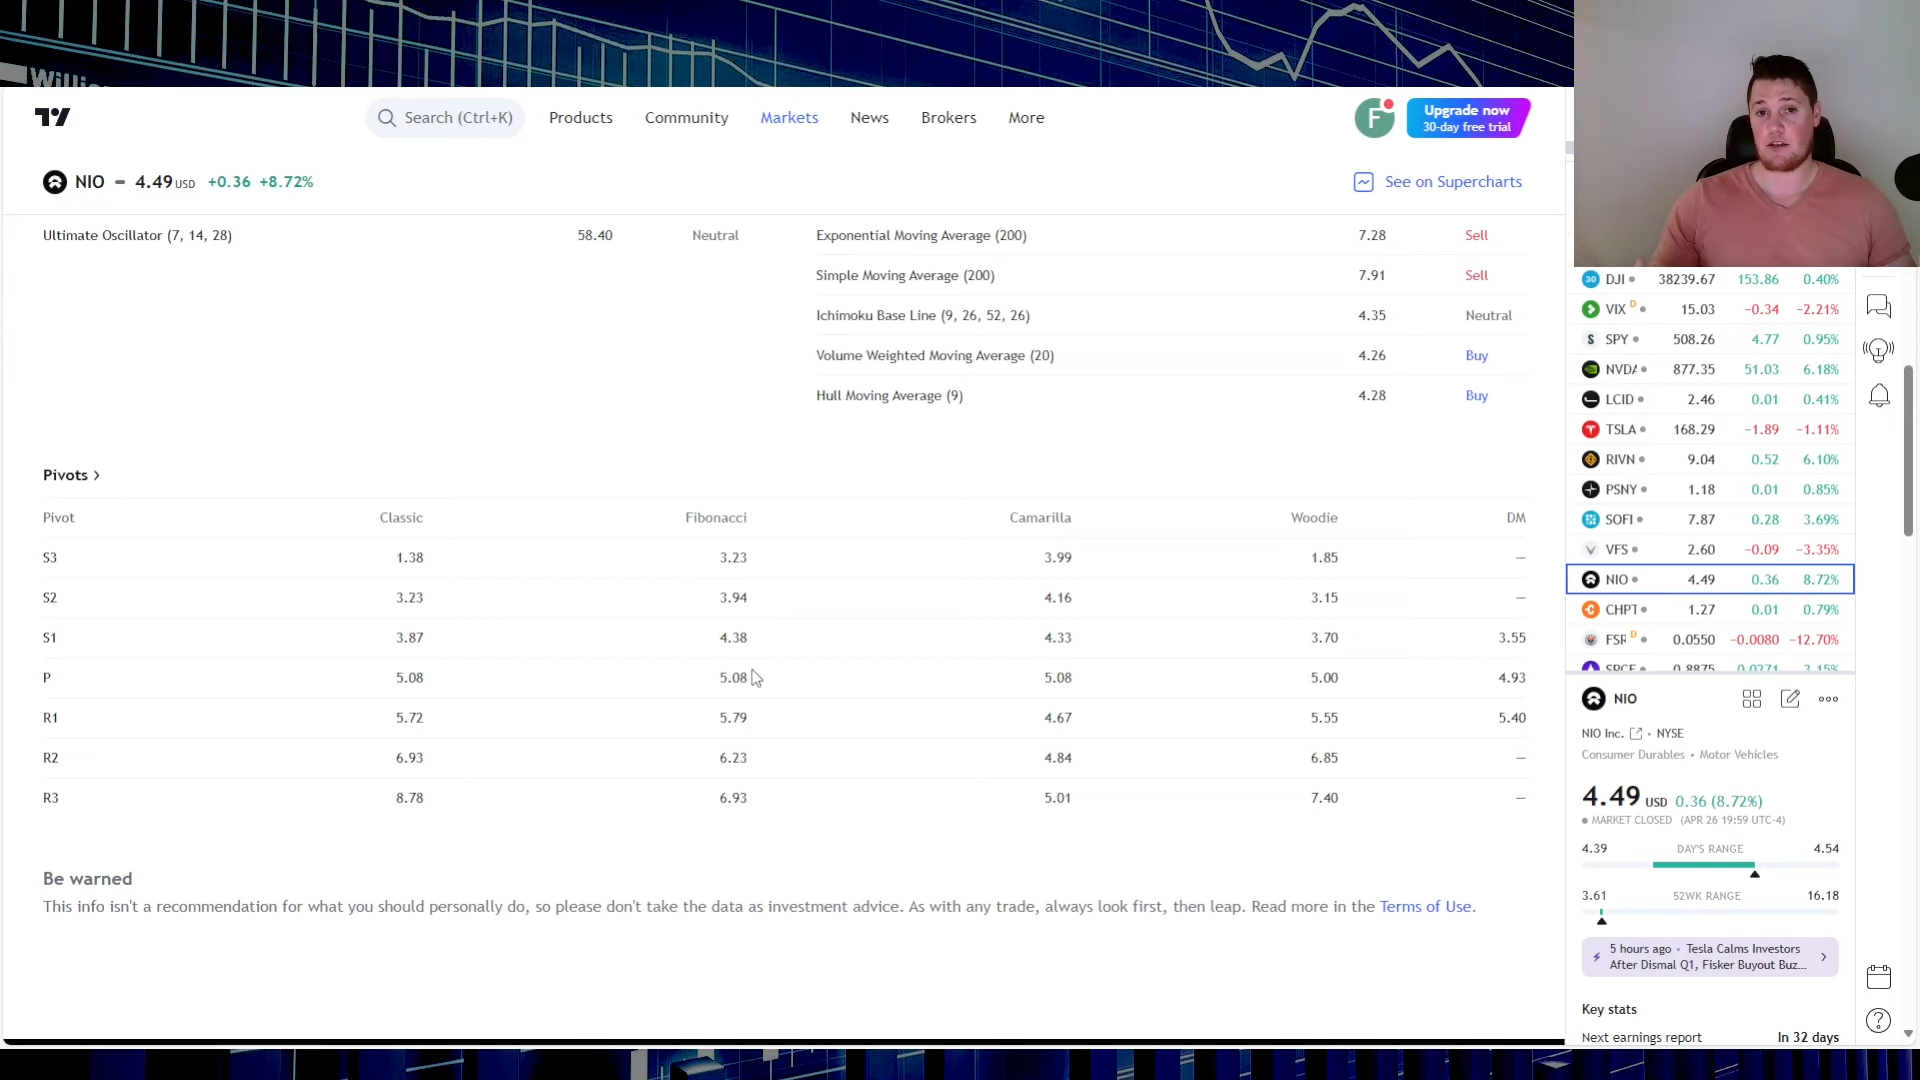 Willi
Search (Ctrl+K)
Products
Community
Markets
News
Brokers
More
F
Upgrade now
30-day free trial
NIO − 4.49 USD +0.36 +8.72%
See on Supercharts
Ultimate Oscillator (7, 14, 28) 58.40 Neutral
Exponential Moving Average (200) 7.28 Sell
Simple Moving Average (200) 7.91 Sell
Ichimoku Base Line (9, 26, 52, 26) 4.35 Neutral
Volume Weighted Moving Average (20) 4.26 Buy
Hull Moving Average (9) 4.28 Buy
Pivots >
Pivot Classic Fibonacci Camarilla Woodie DM
S3 1.38 3.23 3.99 1.85 —
S2 3.23 3.94 4.16 3.15 —
S1 3.87 4.38 4.33 3.70 3.55
P 5.08 5.08 5.08 5.00 4.93
R1 5.72 5.79 4.67 5.55 5.40
R2 6.93 6.23 4.84 6.85 —
R3 8.78 6.93 5.01 7.40 —
Be warned
This info isn't a recommendation for what you should personally do, so please don't take the data as investment advice. As with any trade, always look first, then leap. Read more in the Terms of Use.
30 DJI 38239.67 153.86 0.40%
VIX D 15.03 −0.34 −2.21%
S SPY 508.26 4.77 0.95%
NVDA 877.35 51.03 6.18%
LCID 2.46 0.01 0.41%
TSLA 168.29 −1.89 −1.11%
RIVN 9.04 0.52 6.10%
PSNY 1.18 0.01 0.85%
SOFI 7.87 0.28 3.69%
VFS 2.60 −0.09 −3.35%
NIO 4.49 0.36 8.72%
CHPT 1.27 0.01 0.79%
FSR D 0.0550 −0.0080 −12.70%
SPCE 0.8875 0.0271 3.15%
NIO
NIO Inc. • NYSE
Consumer Durables • Motor Vehicles
4.49 USD 0.36 (8.72%)
MARKET CLOSED (APR 26 19:59 UTC-4)
4.39 DAY'S RANGE 4.54
3.61 52WK RANGE 16.18
5 hours ago • Tesla Calms Investors
After Dismal Q1, Fisker Buyout Buz...
Key stats
Next earnings report In 32 days